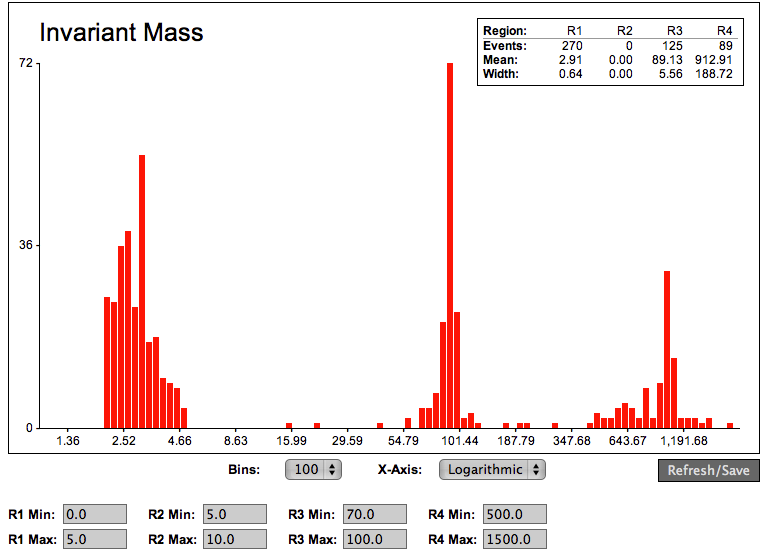 Invariant Mass
Region: R1 R2 R3 R4
Events: 270 0 125 89
Mean: 2.91 0.00 89.13 912.91
Width: 0.64 0.00 5.56 188.72
72
36
0
1.36 2.52 4.66 8.63 15.99 29.59 54.79 101.44 187.79 347.68 643.67 1,191.68
Bins: 100 X-Axis: Logarithmic Refresh/Save
R1 Min: 0.0 R2 Min: 5.0 R3 Min: 70.0 R4 Min: 500.0
R1 Max: 5.0 R2 Max: 10.0 R3 Max: 100.0 R4 Max: 1500.0